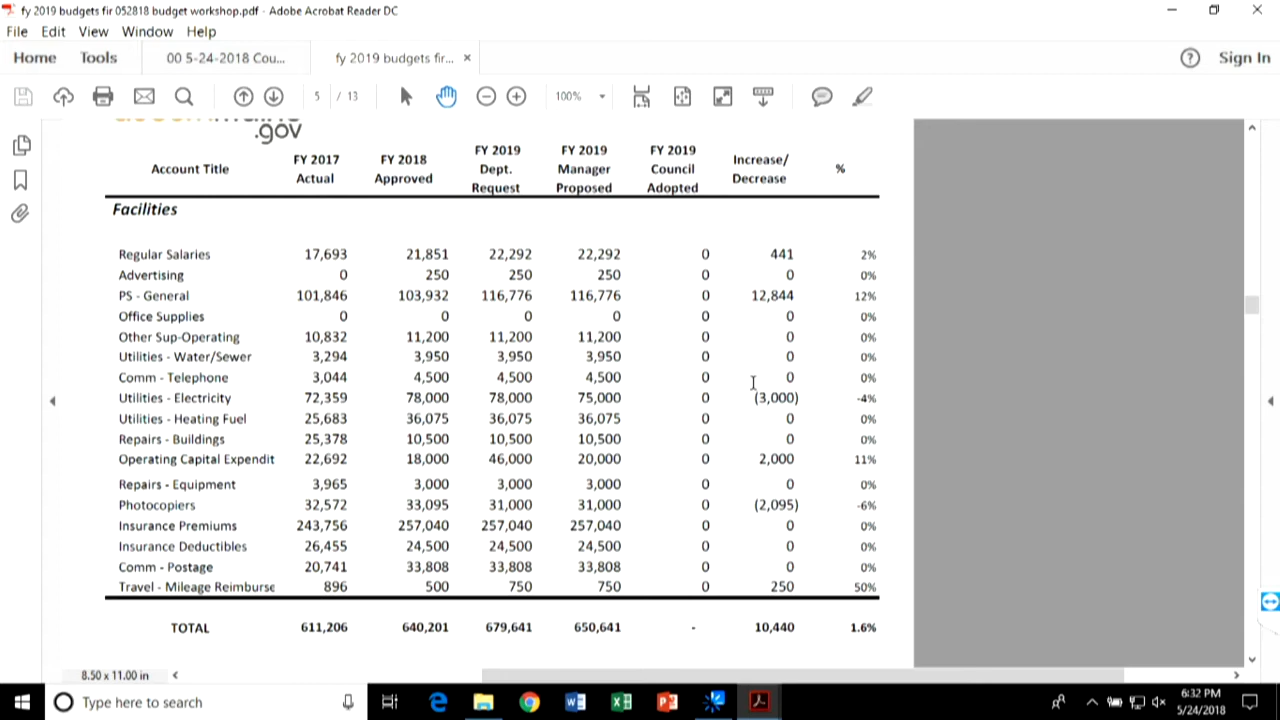 fy 2019 budgets fir 052818 budget workshop.pdf - Adobe Acrobat Reader DC
File Edit View Window Help
Home Tools 00 5-24-2018 Cou... fy 2019 budgets fir... × Sign In
5 / 13 100%
.gov
Account Title FY 2017 Actual FY 2018 Approved FY 2019 Dept. Request FY 2019 Manager Proposed FY 2019 Council Adopted Increase/ Decrease %
Facilities
Regular Salaries 17,693 21,851 22,292 22,292 0 441 2%
Advertising 0 250 250 250 0 0 0%
PS - General 101,846 103,932 116,776 116,776 0 12,844 12%
Office Supplies 0 0 0 0 0 0 0%
Other Sup-Operating 10,832 11,200 11,200 11,200 0 0 0%
Utilities - Water/Sewer 3,294 3,950 3,950 3,950 0 0 0%
Comm - Telephone 3,044 4,500 4,500 4,500 0 0 0%
Utilities - Electricity 72,359 78,000 78,000 75,000 0 (3,000) -4%
Utilities - Heating Fuel 25,683 36,075 36,075 36,075 0 0 0%
Repairs - Buildings 25,378 10,500 10,500 10,500 0 0 0%
Operating Capital Expendit 22,692 18,000 46,000 20,000 0 2,000 11%
Repairs - Equipment 3,965 3,000 3,000 3,000 0 0 0%
Photocopiers 32,572 33,095 31,000 31,000 0 (2,095) -6%
Insurance Premiums 243,756 257,040 257,040 257,040 0 0 0%
Insurance Deductibles 26,455 24,500 24,500 24,500 0 0 0%
Comm - Postage 20,741 33,808 33,808 33,808 0 0 0%
Travel - Mileage Reimburse 896 500 750 750 0 250 50%
TOTAL 611,206 640,201 679,641 650,641 - 10,440 1.6%
8.50 x 11.00 in
Type here to search
6:32 PM
5/24/2018